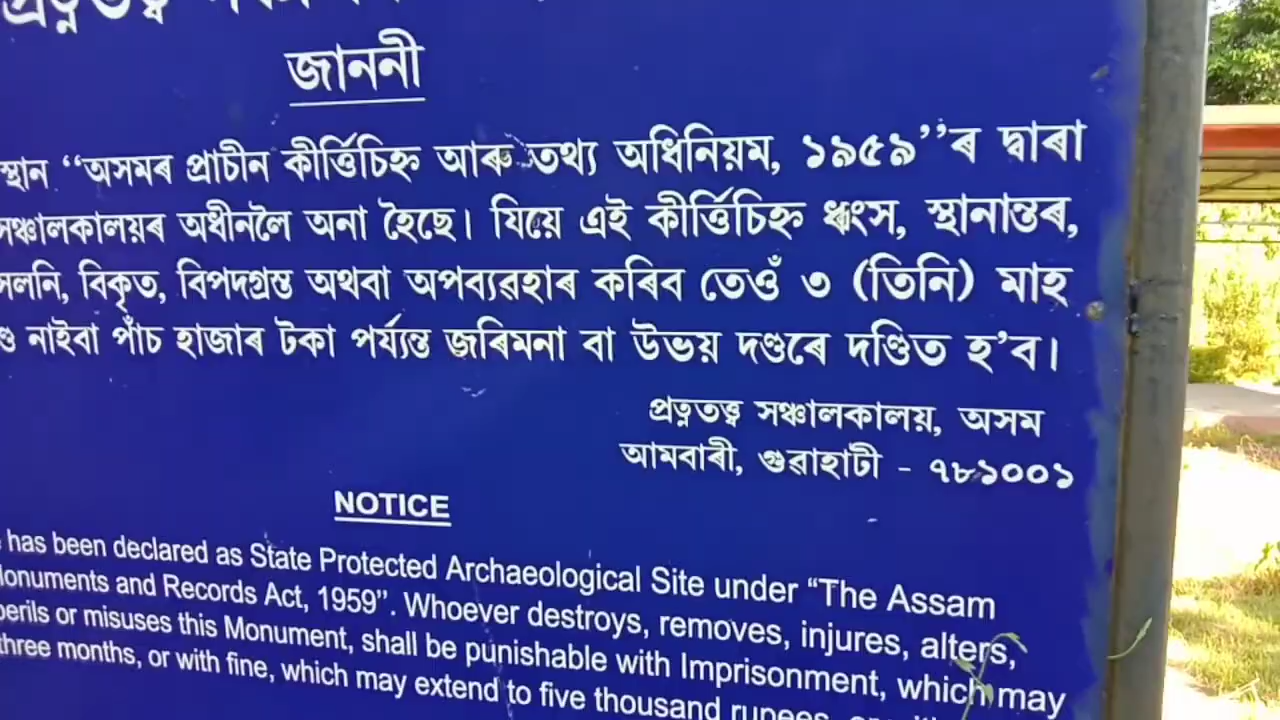 জাননী
স্থান “অসমৰ প্ৰাচীন কীৰ্ত্তিচিহ্ন আৰু তথ্য অধিনিয়ম, ১৯৫৯”ৰ দ্বাৰা
সঞ্চালকালয়ৰ অধীনলৈ অনা হৈছে। যিয়ে এই কীৰ্ত্তিচিহ্ন ধ্বংস, স্থানান্তৰ,
বিকৃত, বিপদগ্ৰস্ত অথবা অপব্যৱহাৰ কৰিব তেওঁ ৩ (তিনি) মাহ
নাইবা পাঁচ হাজাৰ টকা পৰ্য্যন্ত জৰিমনা বা উভয় দণ্ডৰে দণ্ডিত হ’ব।
প্ৰত্নতত্ত্ব সঞ্চালকালয়, অসম
আমবাৰী, গুৱাহাটী - ৭৮১০০১
NOTICE
has been declared as State Protected Archaeological Site under “The Assam
Monuments and Records Act, 1959”. Whoever destroys, removes, injures, alters,
perils or misuses this Monument, shall be punishable with Imprisonment, which may
three months, or with fine, which may extend to five thousand rupees,